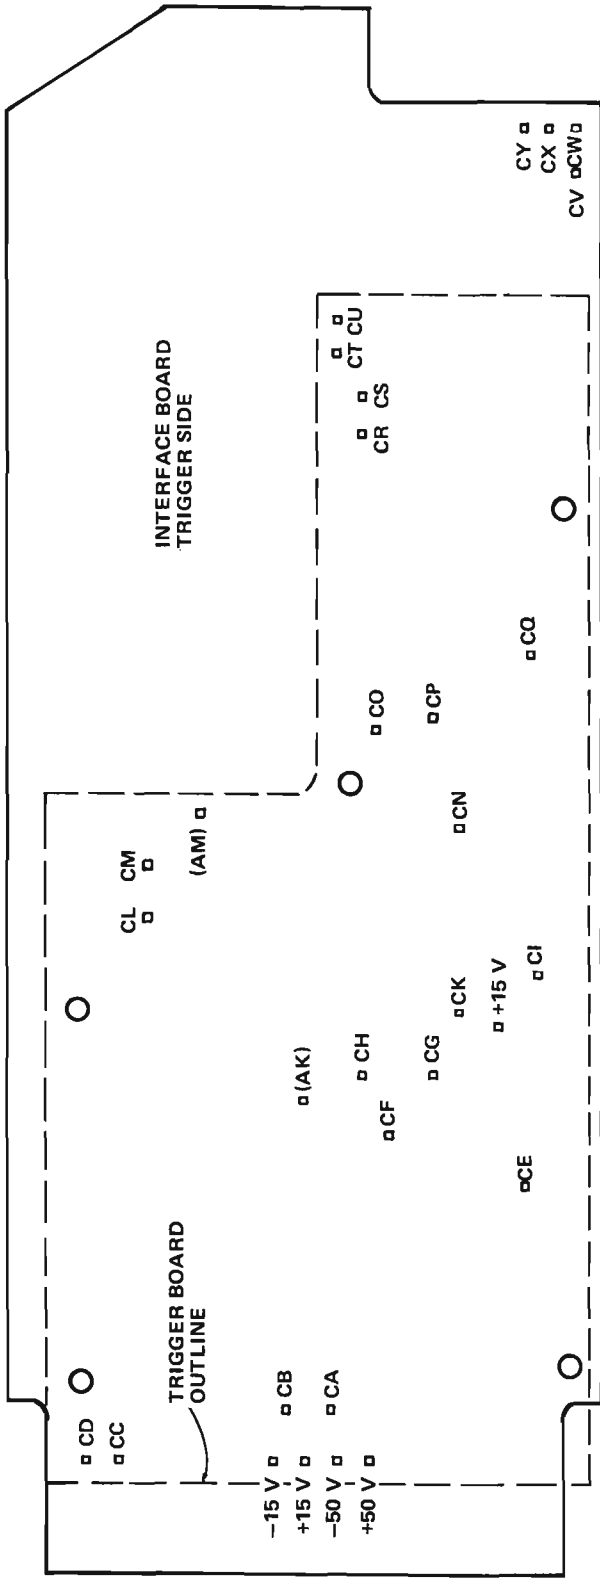 CD
CC
CL
CM
(AM)
INTERFACE BOARD
TRIGGER SIDE
TRIGGER BOARD
OUTLINE
−15 V
+15 V
−50 V
+50 V
CB
CA
(AK)
CH
CF
CG
CK
+15 V
CI
CE
CN
CO
CP
CQ
CR
CS
CT
CU
CY
CX
CV
CW